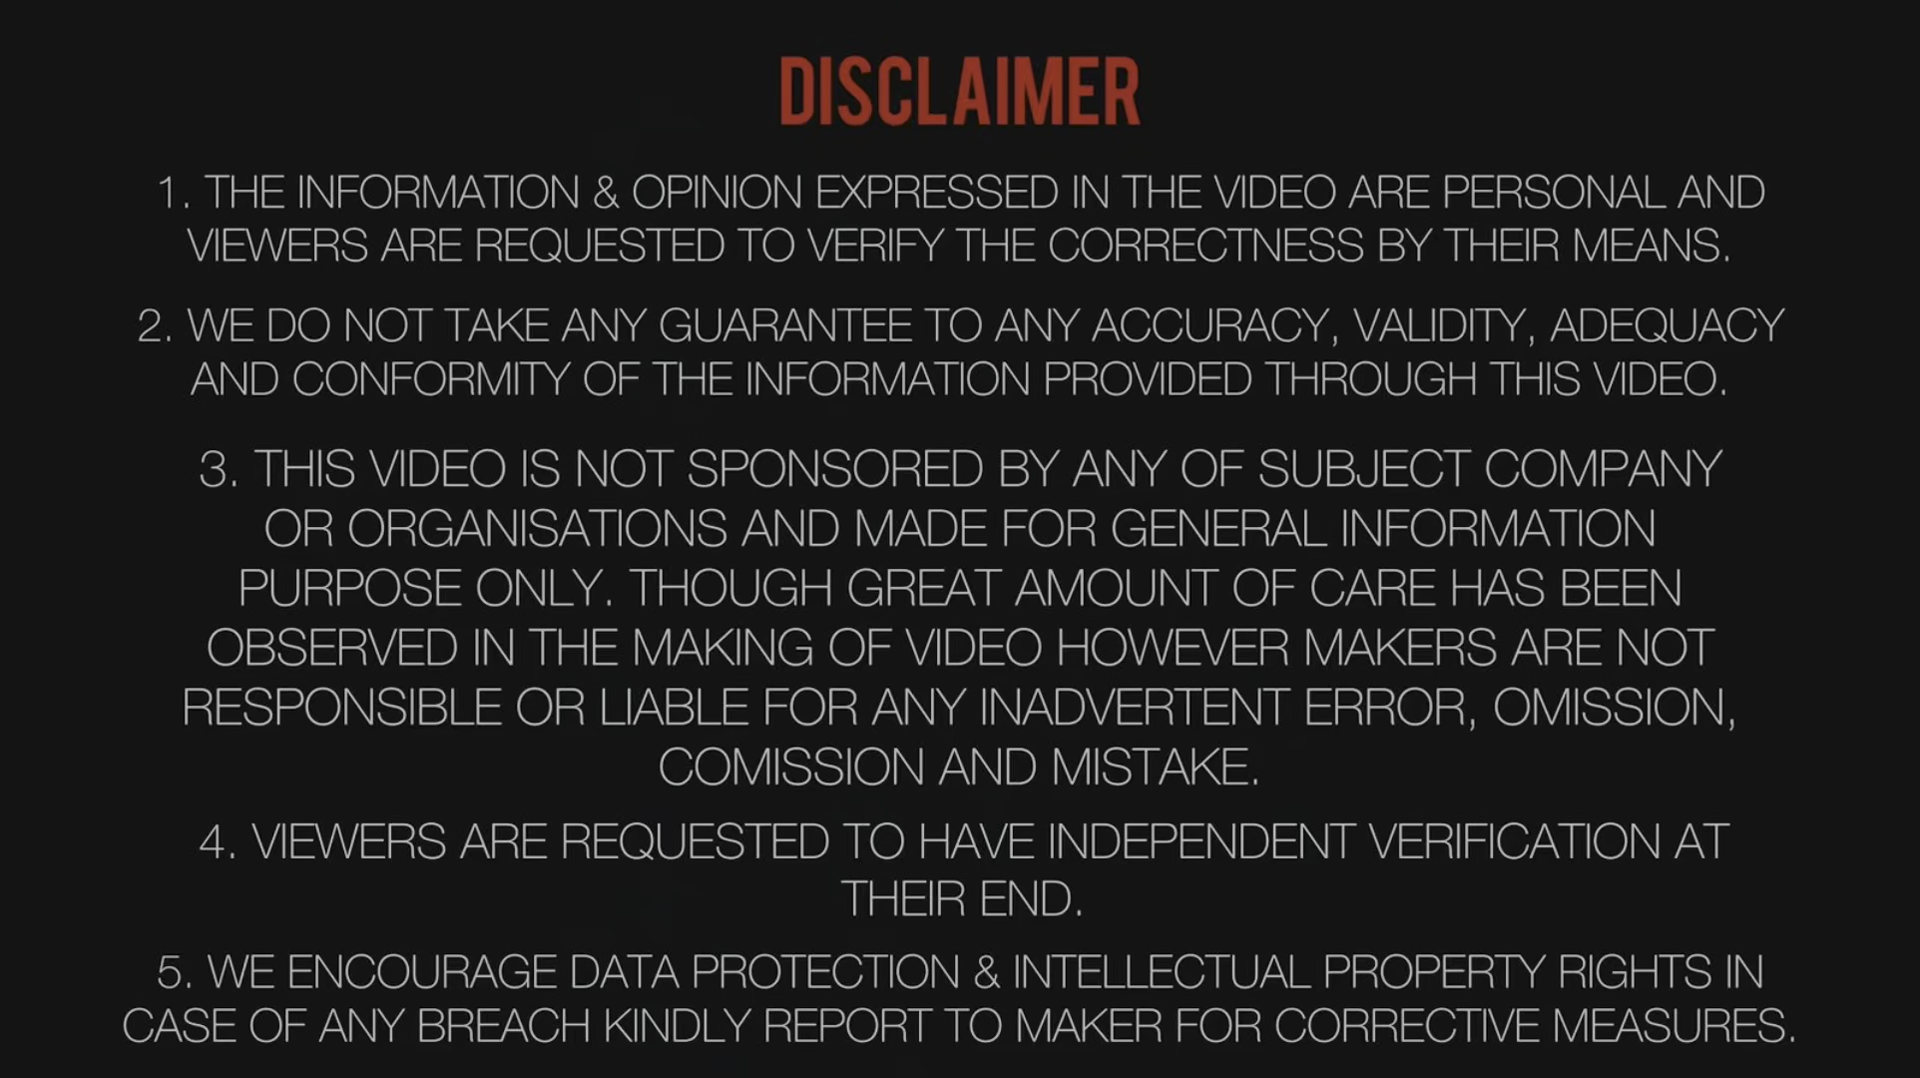 DISCLAIMER
1. THE INFORMATION & OPINION EXPRESSED IN THE VIDEO ARE PERSONAL AND
VIEWERS ARE REQUESTED TO VERIFY THE CORRECTNESS BY THEIR MEANS.
2. WE DO NOT TAKE ANY GUARANTEE TO ANY ACCURACY, VALIDITY, ADEQUACY
AND CONFORMITY OF THE INFORMATION PROVIDED THROUGH THIS VIDEO.
3. THIS VIDEO IS NOT SPONSORED BY ANY OF SUBJECT COMPANY
OR ORGANISATIONS AND MADE FOR GENERAL INFORMATION
PURPOSE ONLY. THOUGH GREAT AMOUNT OF CARE HAS BEEN
OBSERVED IN THE MAKING OF VIDEO HOWEVER MAKERS ARE NOT
RESPONSIBLE OR LIABLE FOR ANY INADVERTENT ERROR, OMISSION,
COMISSION AND MISTAKE.
4. VIEWERS ARE REQUESTED TO HAVE INDEPENDENT VERIFICATION AT
THEIR END.
5. WE ENCOURAGE DATA PROTECTION & INTELLECTUAL PROPERTY RIGHTS IN
CASE OF ANY BREACH KINDLY REPORT TO MAKER FOR CORRECTIVE MEASURES.